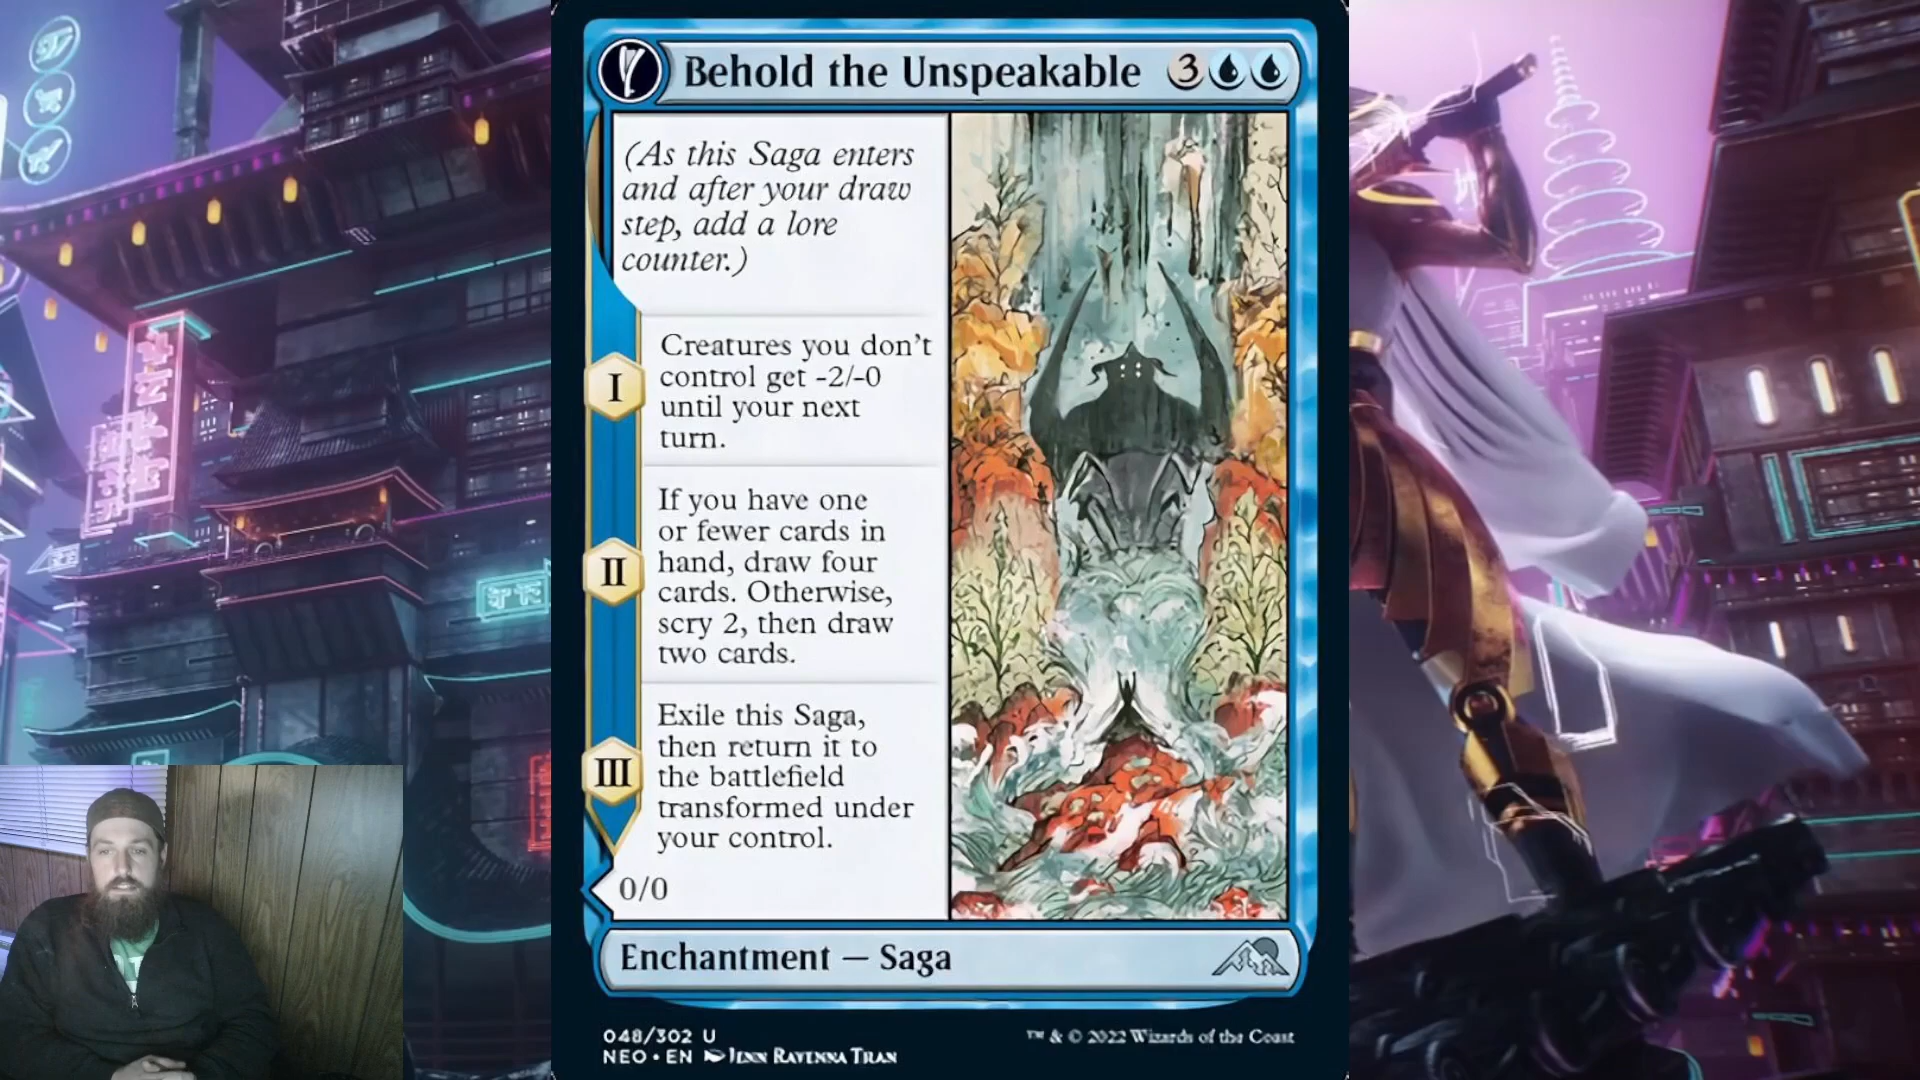 Behold the Unspeakable 3
(As this Saga enters
and after your draw
step, add a lore
counter.)
I
Creatures you don't
control get -2/-0
until your next
turn.
II
If you have one
or fewer cards in
hand, draw four
cards. Otherwise,
scry 2, then draw
two cards.
III
Exile this Saga,
then return it to
the battlefield
transformed under
your control.
0/0
Enchantment — Saga
048/302 U
NEO • EN Jenn Ravenna Tran
™ & © 2022 Wizards of the Coast